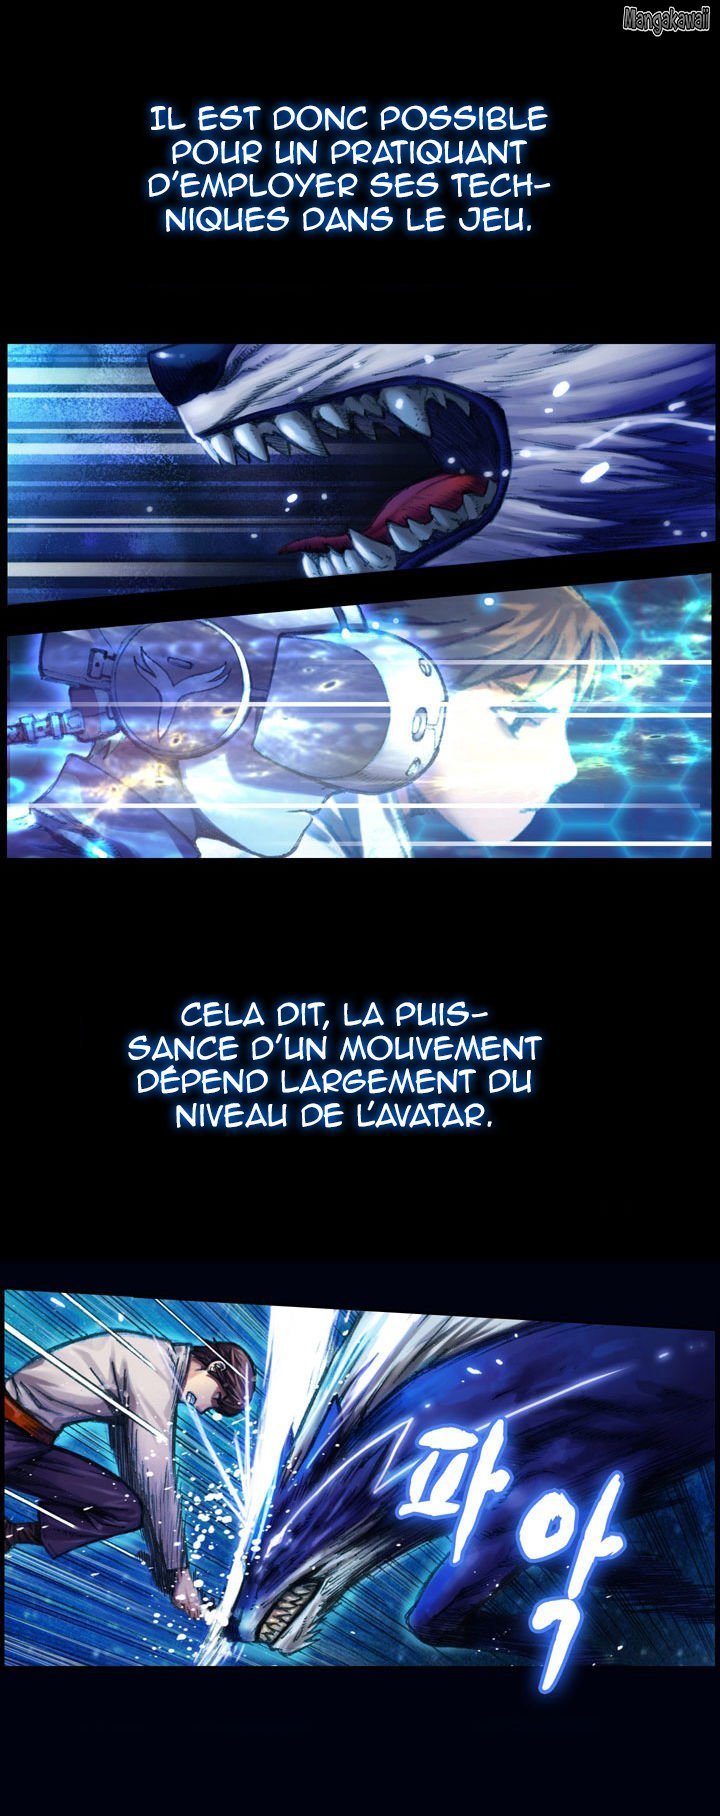 Mangakawaii
IL EST DONC POSSIBLE
POUR UN PRATIQUANT
D'EMPLOYER SES TECH-
NIQUES DANS LE JEU.
CELA DIT, LA PUIS-
SANCE D'UN MOUVEMENT
DÉPEND LARGEMENT DU
NIVEAU DE L'AVATAR.
파악